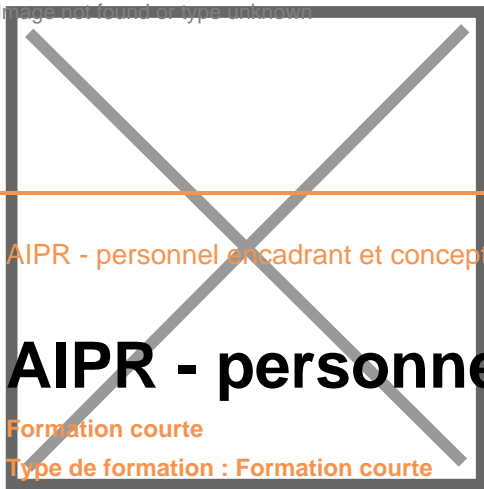 Image not found or type unknown
AIPR - personnel encadrant et concept
AIPR - personne
Formation courte
Type de formation : Formation courte